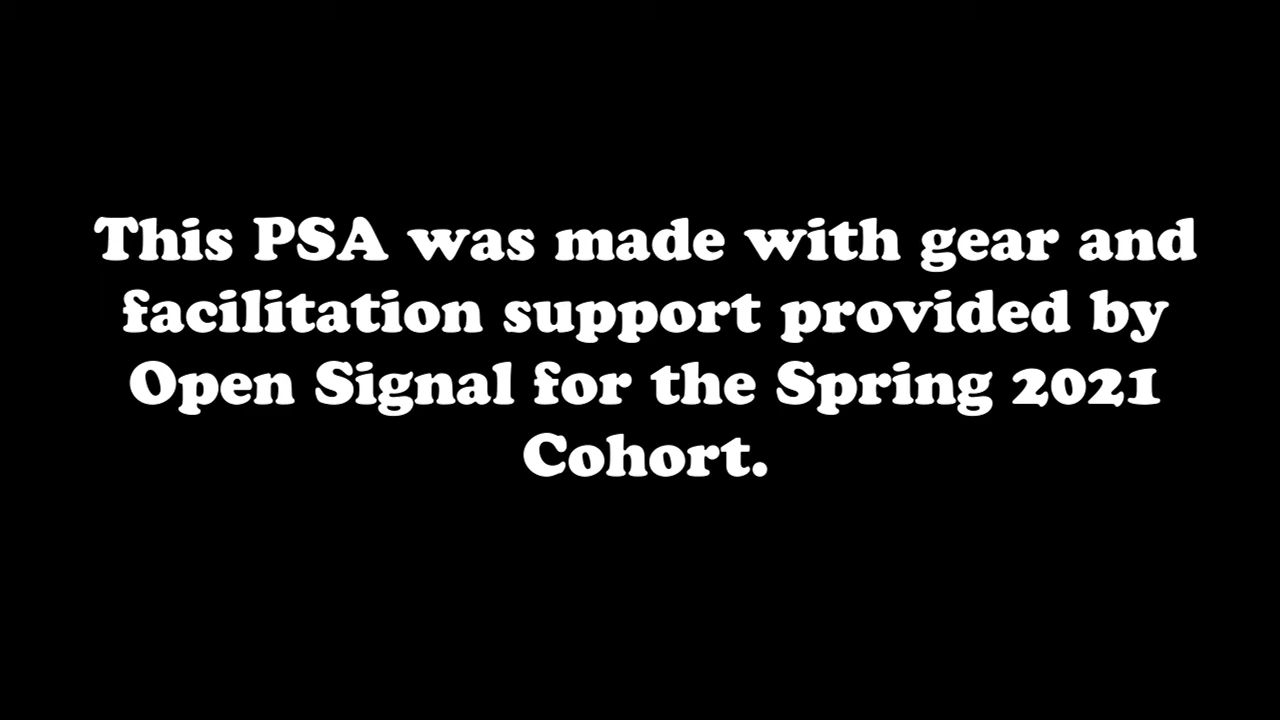 This PSA was made with gear and
facilitation support provided by
Open Signal for the Spring 2021
Cohort.